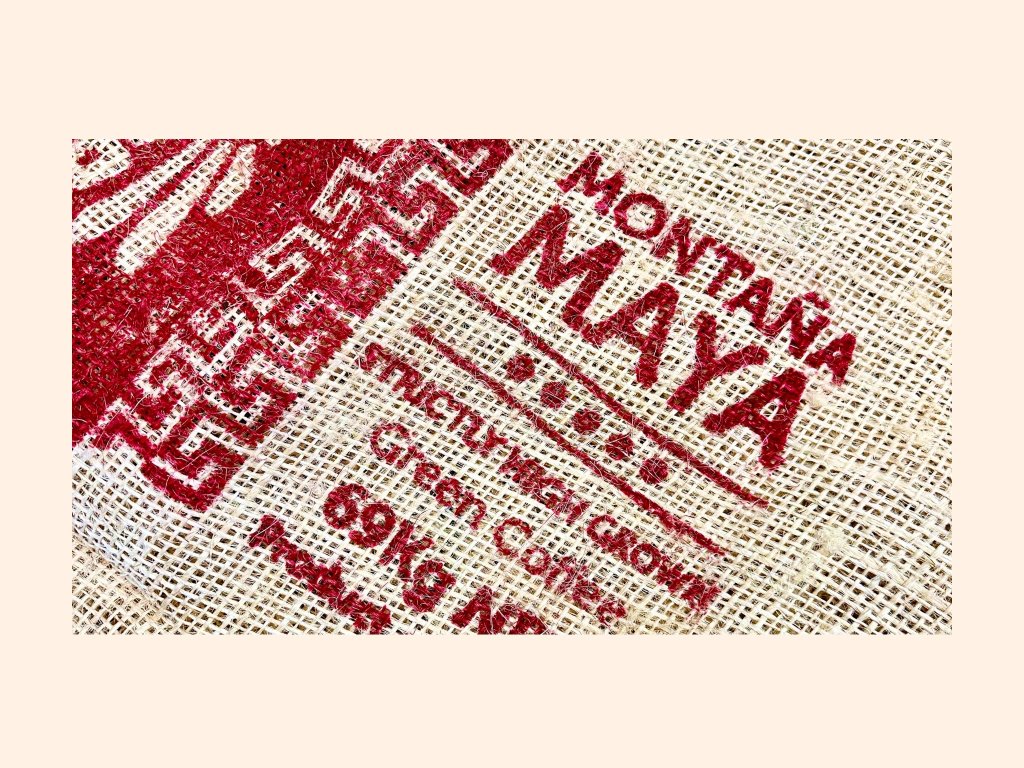 MONTAÑA
MAYA
STRICTLY HIGH GROWN
Green Coffee
69Kg